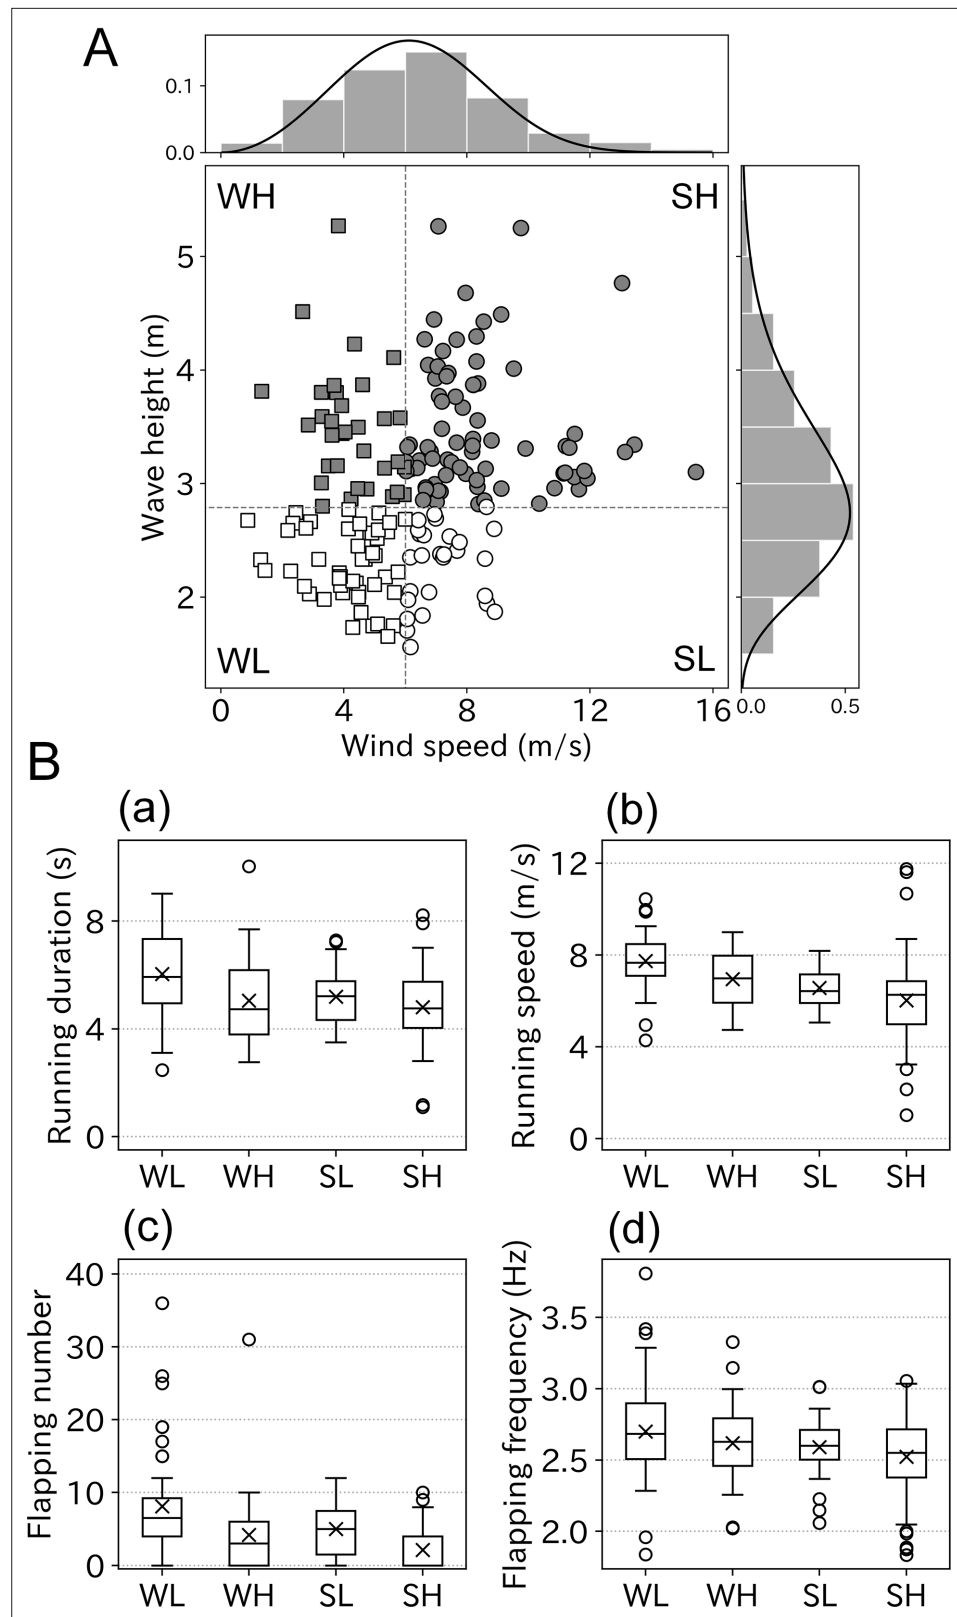 A
0.1
0.0
WH
SH
5
4
3
2
Wave height (m)
WL
SL
0
4
8
12
16
0.0
0.5
Wind speed (m/s)
B
(a)
(b)
Running duration (s)
8
4
0
WL
WH
SL
SH
Running speed (m/s)
12
8
4
0
WL
WH
SL
SH
(c)
(d)
Flapping number
40
30
20
10
0
WL
WH
SL
SH
Flapping frequency (Hz)
3.5
3.0
2.5
2.0
WL
WH
SL
SH